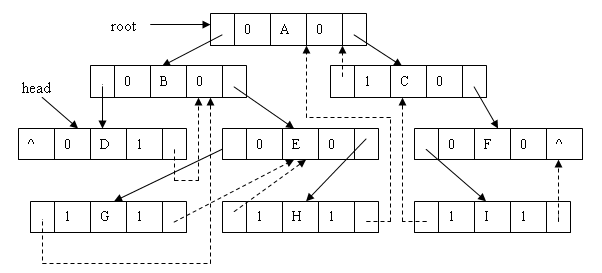 root 0 A 0
0 B 0 1 C 0
head
^ 0 D 1 0 E 0 0 F 0 ^
1 G 1 1 H 1 1 I 1